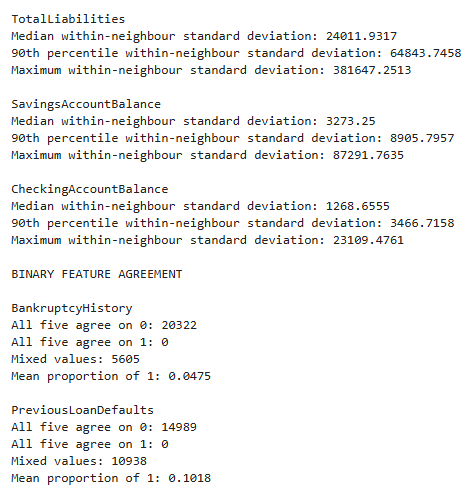 TotalLiabilities
Median within-neighbour standard deviation: 24011.9317
90th percentile within-neighbour standard deviation: 64843.7458
Maximum within-neighbour standard deviation: 381647.2513
SavingsAccountBalance
Median within-neighbour standard deviation: 3273.25
90th percentile within-neighbour standard deviation: 8905.7957
Maximum within-neighbour standard deviation: 87291.7635
CheckingAccountBalance
Median within-neighbour standard deviation: 1268.6555
90th percentile within-neighbour standard deviation: 3466.7158
Maximum within-neighbour standard deviation: 23109.4761
BINARY FEATURE AGREEMENT
BankruptcyHistory
All five agree on 0: 20322
All five agree on 1: 0
Mixed values: 5605
Mean proportion of 1: 0.0475
PreviousLoanDefaults
All five agree on 0: 14989
All five agree on 1: 0
Mixed values: 10938
Mean proportion of 1: 0.1018